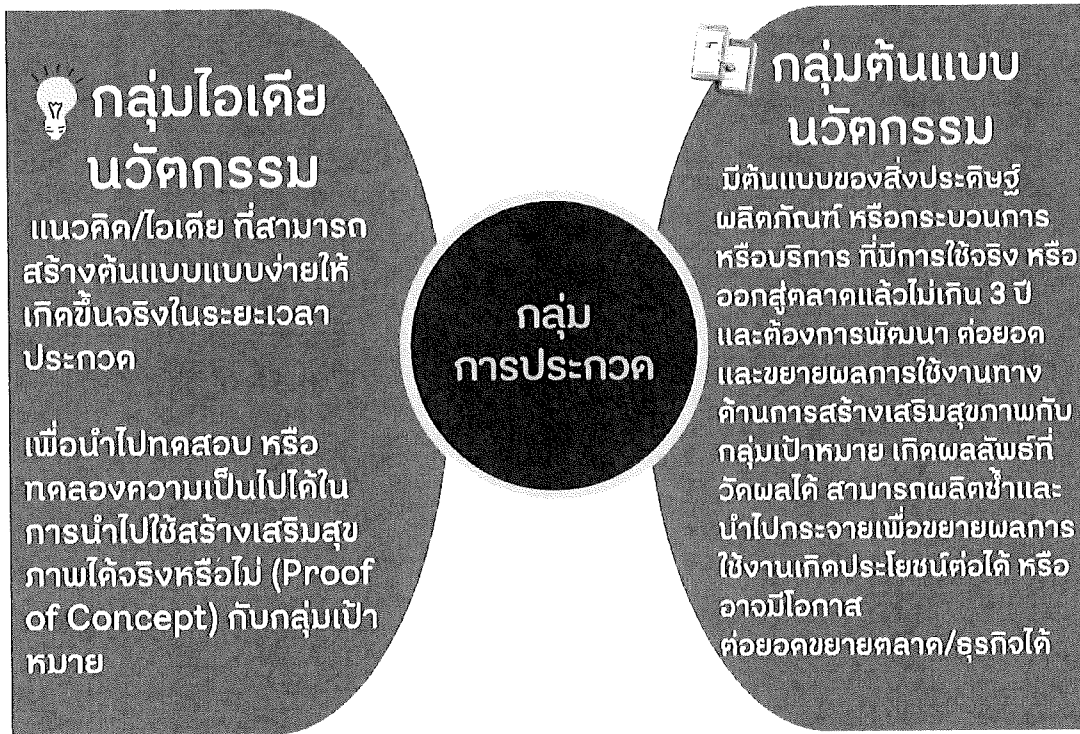 กลุ่มไอเดีย
นวัตกรรม
แนวคิด/ไอเดีย ที่สามารถ
สร้างต้นแบบแบบง่ายให้
เกิดขึ้นจริงในระยะเวลา
ประกวด
เพื่อนำไปทดสอบ หรือ
ทดลองความเป็นไปได้ใน
การนำไปใช้สร้างเสริมสุข
ภาพได้จริงหรือไม่ (Proof
of Concept) กับกลุ่มเป้า
หมาย
กลุ่ม
การประกวด
กลุ่มต้นแบบ
นวัตกรรม
มีต้นแบบของสิ่งประดิษฐ์
ผลิตภัณฑ์ หรือกระบวนการ
หรือบริการ ที่มีการใช้จริง หรือ
ออกสู่ตลาดแล้วไม่เกิน 3 ปี
และต้องการพัฒนา ต่อยอด
และขยายผลการใช้งานทาง
ด้านการสร้างเสริมสุขภาพกับ
กลุ่มเป้าหมาย เกิดผลลัพธ์ที่
วัดผลได้ สามารถผลิตซ้ำและ
นำไปกระจายเพื่อขยายผลการ
ใช้งานเกิดประโยชน์ต่อได้ หรือ
อาจมีโอกาส
ต่อยอดขยายตลาด/ธุรกิจได้